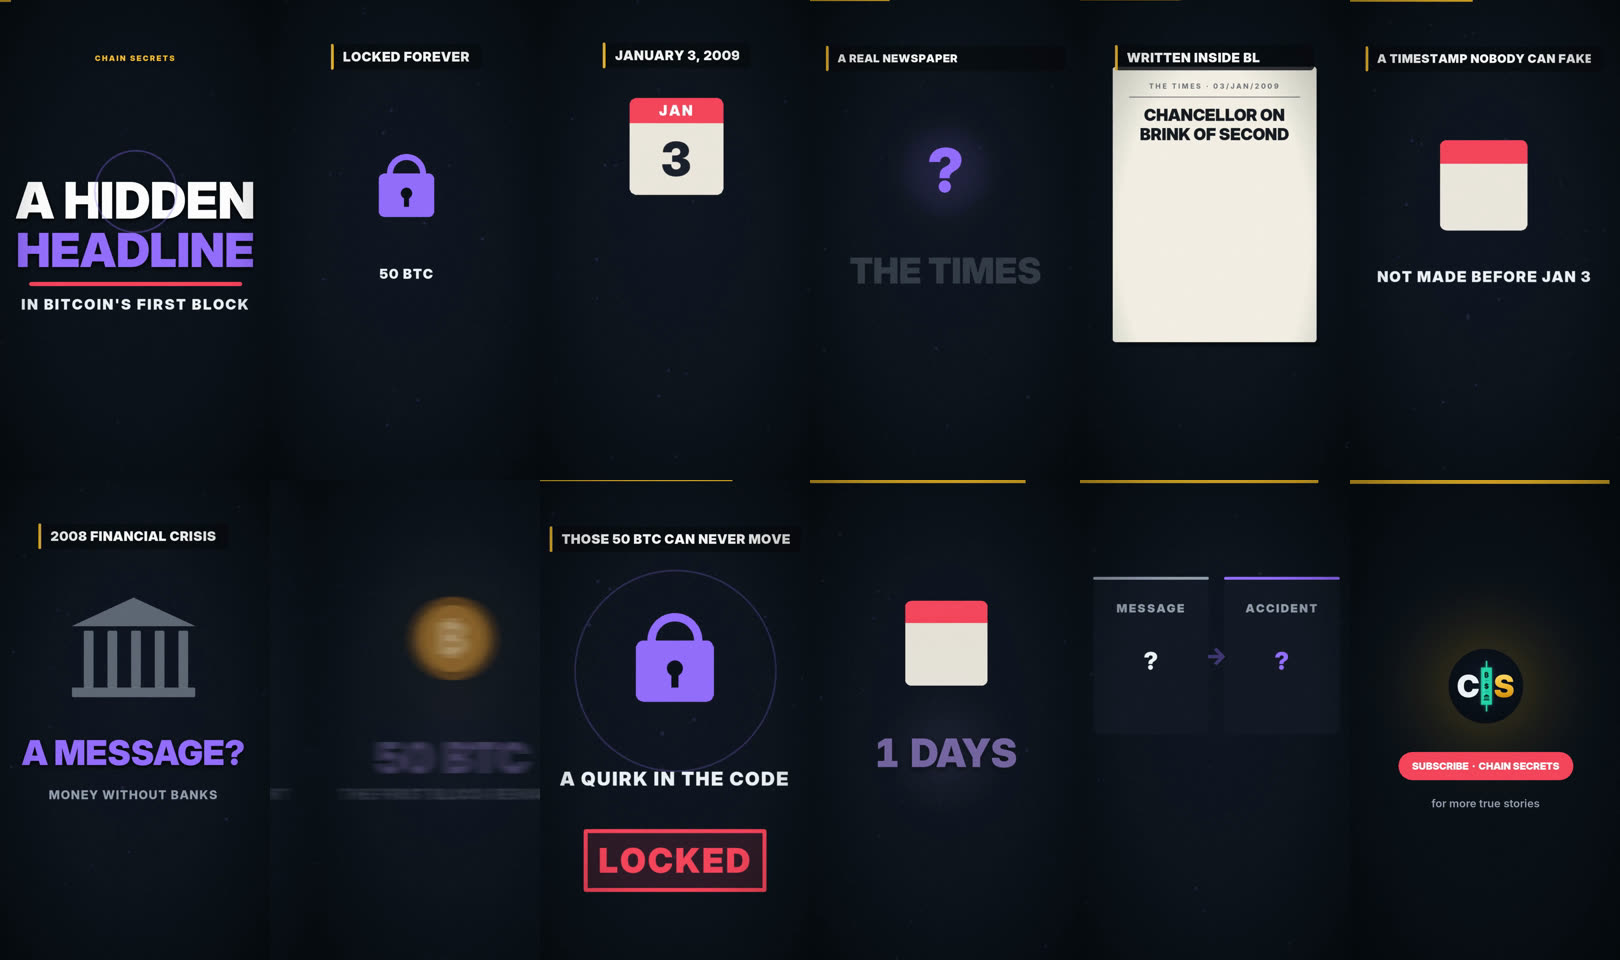 CHAIN SECRETS
A HIDDEN
HEADLINE
IN BITCOIN'S FIRST BLOCK
LOCKED FOREVER
50 BTC
JANUARY 3, 2009
JAN
3
A REAL NEWSPAPER
?
THE TIMES
WRITTEN INSIDE BL
THE TIMES · 03/JAN/2009
CHANCELLOR ON
BRINK OF SECOND
A TIMESTAMP NOBODY CAN FAKE
NOT MADE BEFORE JAN 3
2008 FINANCIAL CRISIS
A MESSAGE?
MONEY WITHOUT BANKS
B
50 BTC
THOSE 50 BTC CAN NEVER MOVE
A QUIRK IN THE CODE
LOCKED
1 DAYS
MESSAGE
?
ACCIDENT
?
CS
SUBSCRIBE · CHAIN SECRETS
for more true stories